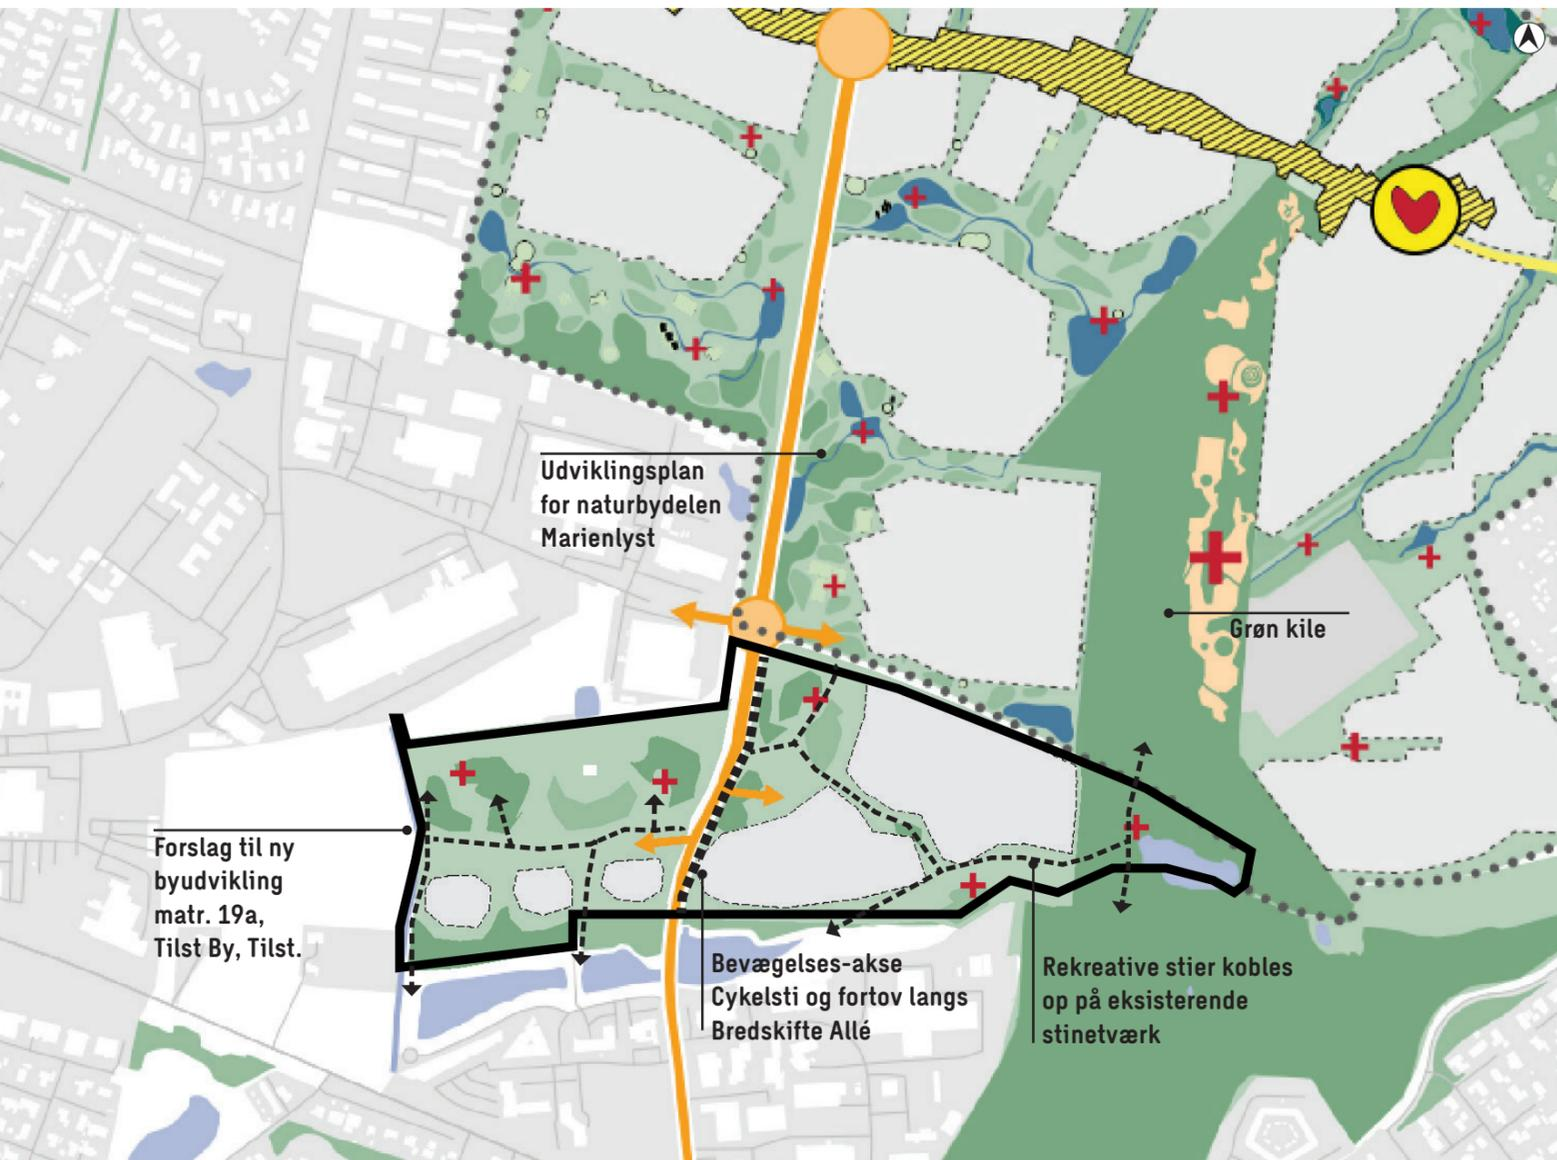 Udviklingsplan
for naturbydelen
Marienlyst
Grøn kile
Forslag til ny
byudvikling
matr. 19a,
Tilst By, Tilst.
Bevægelses-akse
Cykelsti og fortov langs
Bredskifte Allé
Rekreative stier kobles
op på eksisterende
stinetværk